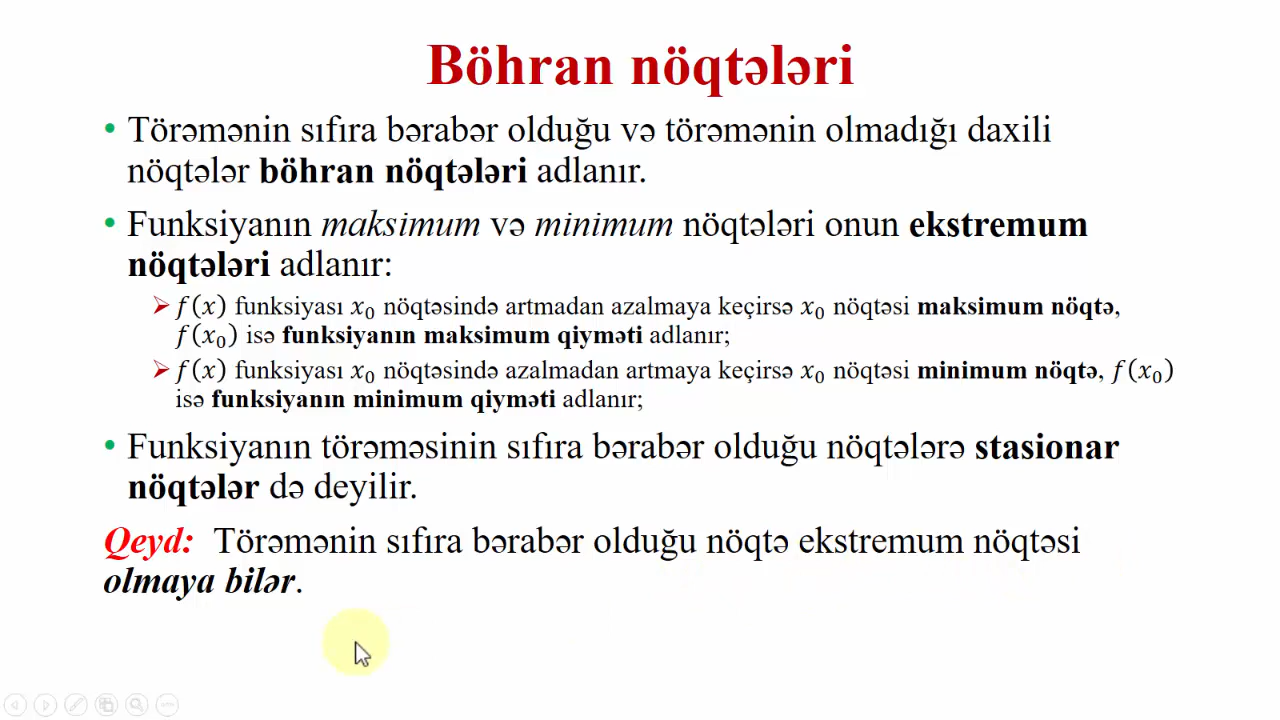 Böhran nöqtələri
• Törəmənin sıfıra bərabər olduğu və törəmənin olmadığı daxili
nöqtələr böhran nöqtələri adlanır.
• Funksiyanın maksimum və minimum nöqtələri onun ekstremum
nöqtələri adlanır:
➢ f(x) funksiyası x₀ nöqtəsində artmadan azalmaya keçirsə x₀ nöqtəsi maksimum nöqtə,
f(x₀) isə funksiyanın maksimum qiyməti adlanır;
➢ f(x) funksiyası x₀ nöqtəsində azalmadan artmaya keçirsə x₀ nöqtəsi minimum nöqtə, f(x₀)
isə funksiyanın minimum qiyməti adlanır;
• Funksiyanın törəməsinin sıfıra bərabər olduğu nöqtələrə stasionar
nöqtələr də deyilir.
Qeyd: Törəmənin sıfıra bərabər olduğu nöqtə ekstremum nöqtəsi
olmaya bilər.